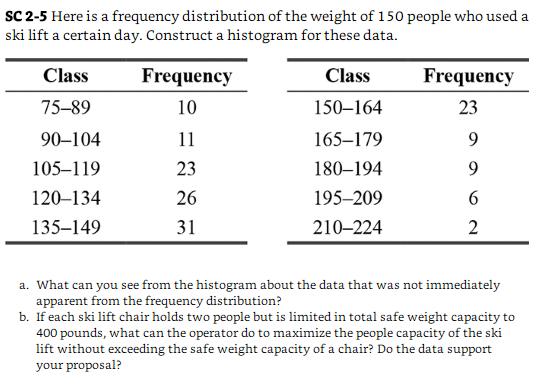 SC 2-5 Here is a frequency distribution of the weight of 150 people who used a
ski lift a certain day. Construct a histogram for these data.
Class Frequency Class Frequency
75–89 10 150–164 23
90–104 11 165–179 9
105–119 23 180–194 9
120–134 26 195–209 6
135–149 31 210–224 2
a. What can you see from the histogram about the data that was not immediately
apparent from the frequency distribution?
b. If each ski lift chair holds two people but is limited in total safe weight capacity to
400 pounds, what can the operator do to maximize the people capacity of the ski
lift without exceeding the safe weight capacity of a chair? Do the data support
your proposal?